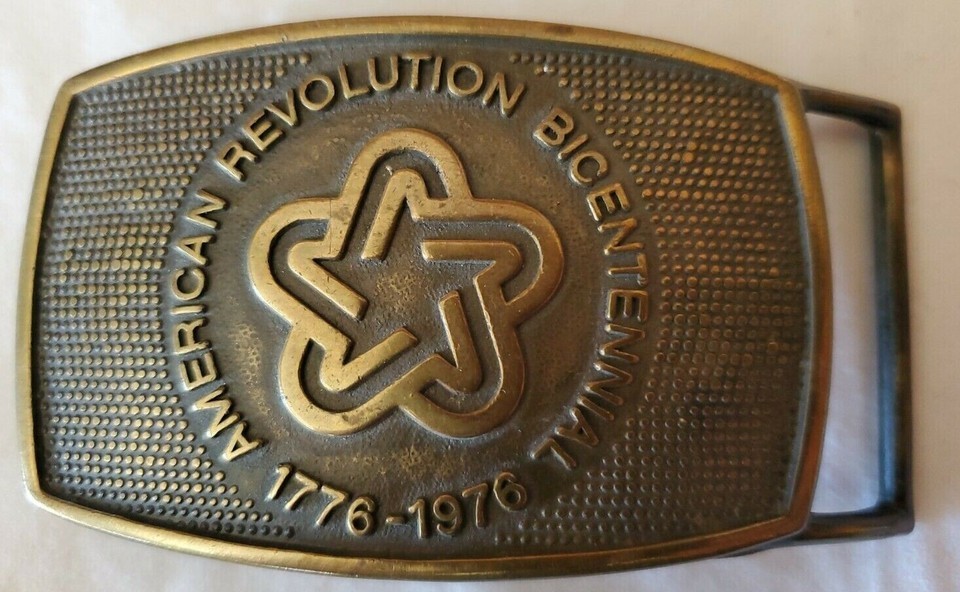 AMERICAN REVOLUTION BICENTENNIAL
1776-1976